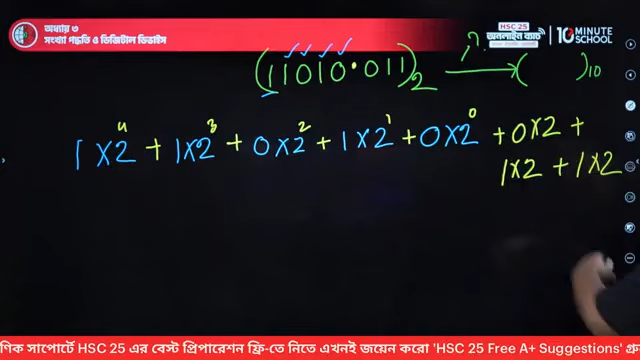 অধ্যায় ৩
সংখ্যা পদ্ধতি ও ডিজিটাল ডিভাইস
HSC 25
অনলাইন ব্যাচ
10 MINUTE SCHOOL
?
(11010.011)₂ → ( )₁₀
1×2⁴ + 1×2³ + 0×2² + 1×2¹ + 0×2⁰ + 0×2 +
1×2 + 1×2
ণিক সাপোর্টে HSC 25 এর বেস্ট প্রিপারেশন ফ্রি-তে নিতে এখনই জয়েন করো 'HSC 25 Free A+ Suggestions' গ্রু